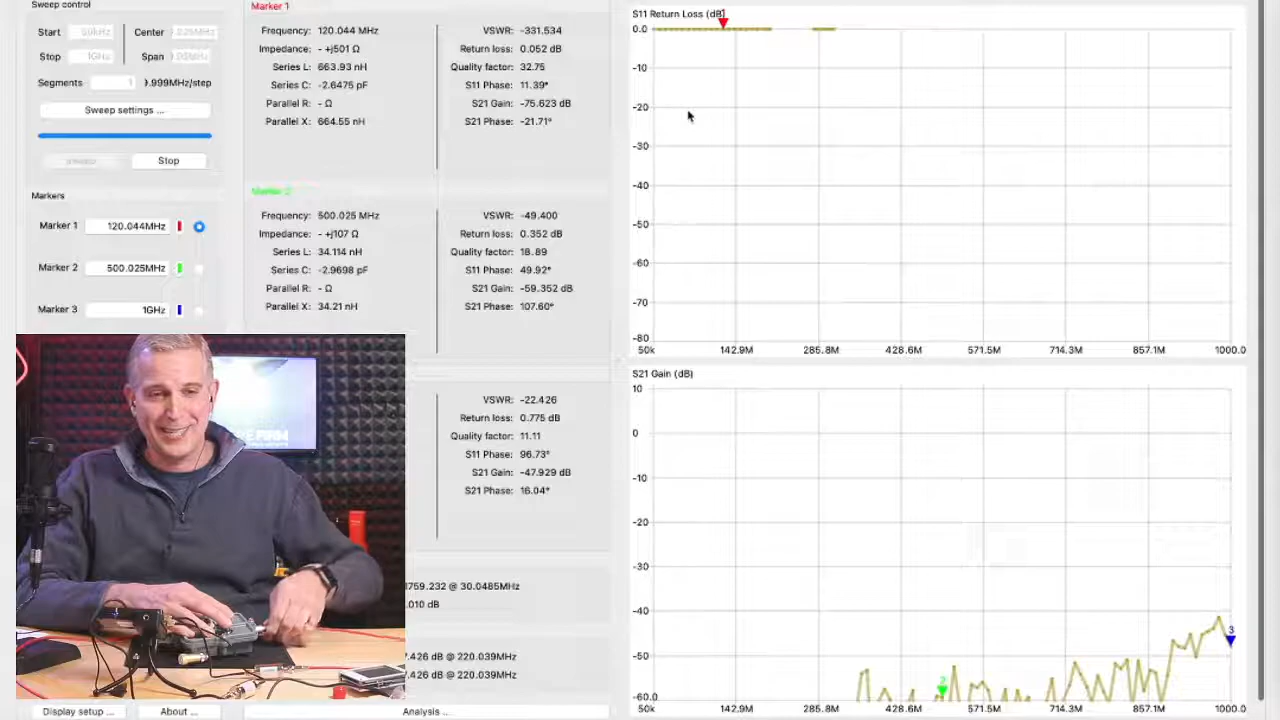 Sweep control
Start 50kHz Center
Stop 1GHz Span
Segments 1 9.999MHz/step
Sweep settings ...
Stop
Markers
Marker 1 120.044MHz
Marker 2 500.025MHz
Marker 3 1GHz
Display setup ... About ...
Marker 1
Frequency: 120.044 MHz
Impedance: - +j501 Ω
Series L: 663.93 nH
Series C: -2.6475 pF
Parallel R: - Ω
Parallel X: 664.55 nH
VSWR: -331.534
Return loss: 0.052 dB
Quality factor: 32.75
S11 Phase: 11.39°
S21 Gain: -75.623 dB
S21 Phase: -21.71°
Marker 2
Frequency: 500.025 MHz
Impedance: - +j107 Ω
Series L: 34.114 nH
Series C: -2.9698 pF
Parallel R: - Ω
Parallel X: 34.21 nH
VSWR: -49.400
Return loss: 0.352 dB
Quality factor: 18.89
S11 Phase: 49.92°
S21 Gain: -59.352 dB
S21 Phase: 107.60°
VSWR: -22.426
Return loss: 0.775 dB
Quality factor: 11.11
S11 Phase: 96.73°
S21 Gain: -47.929 dB
S21 Phase: 16.04°
1759.232 @ 30.0485MHz
.010 dB
7.426 dB @ 220.039MHz
7.426 dB @ 220.039MHz
Analysis ...
S11 Return Loss (dB)
1
0.0
-10
-20
-30
-40
-50
-60
-70
-80
50k 142.9M 285.8M 428.6M 571.5M 714.3M 857.1M 1000.0
S21 Gain (dB)
10
0
-10
-20
-30
-40
-50
-60.0
2
3
50k 142.9M 285.8M 428.6M 571.5M 714.3M 857.1M 1000.0